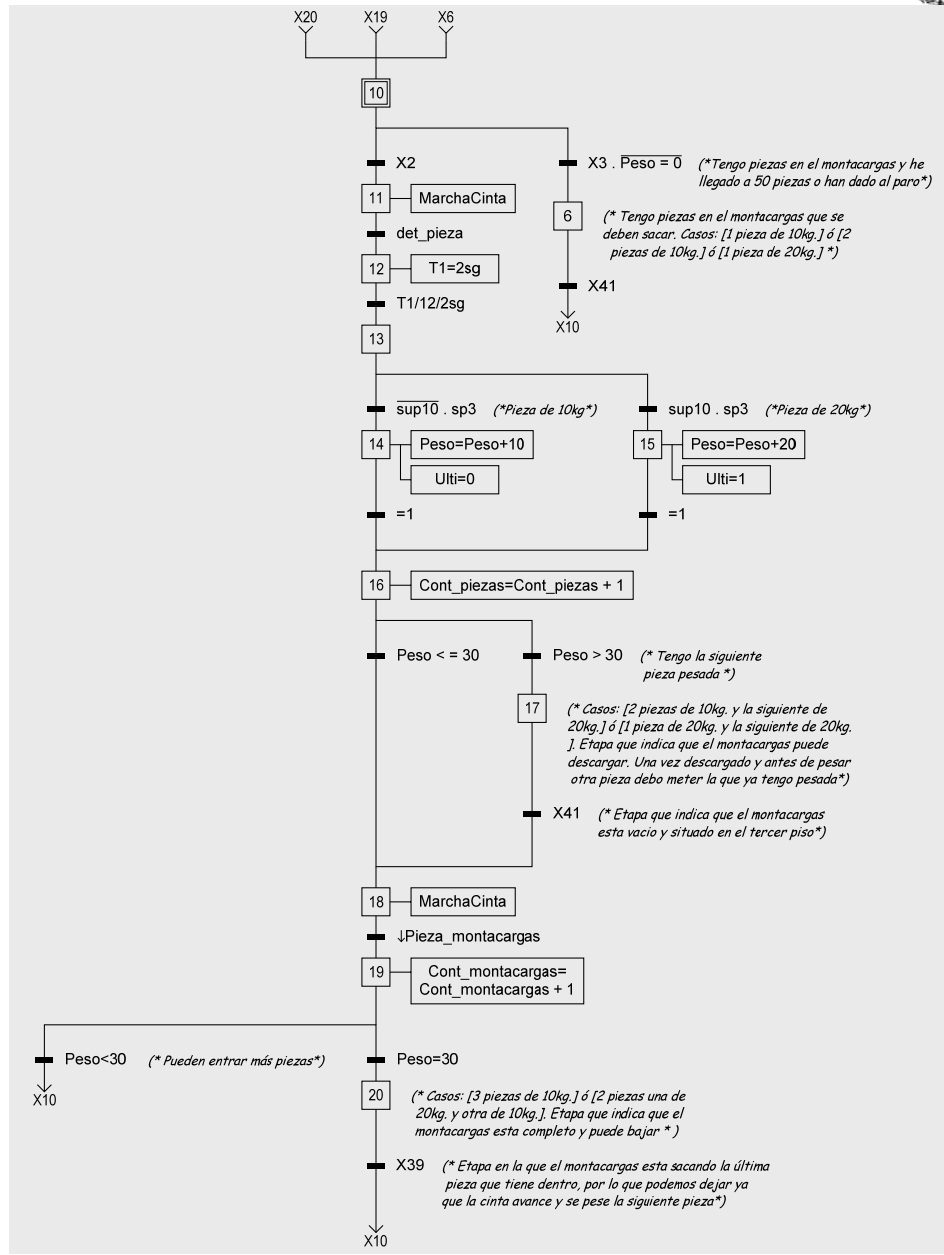 X20 X19 X6
10
X2
X3 . Peso = 0
(*Tengo piezas en el montacargas y he
llegado a 50 piezas o han dado al paro*)
11
MarchaCinta
6
(* Tengo piezas en el montacargas que se
deben sacar. Casos: [1 pieza de 10kg.] ó [2
piezas de 10kg.] ó [1 pieza de 20kg.] *)
det_pieza
12
T1=2sg
X41
T1/12/2sg
X10
13
sup10 . sp3 (*Pieza de 10kg*)
sup10 . sp3 (*Pieza de 20kg*)
14
Peso=Peso+10
15
Peso=Peso+20
Ulti=0
Ulti=1
=1
=1
16
Cont_piezas=Cont_piezas + 1
Peso < = 30
Peso > 30
(* Tengo la siguiente
pieza pesada *)
17
(* Casos: [2 piezas de 10kg. y la siguiente de
20kg.] ó [1 pieza de 20kg. y la siguiente de 20kg.
]. Etapa que indica que el montacargas puede
descargar. Una vez descargado y antes de pesar
otra pieza debo meter la que ya tengo pesada*)
X41
(* Etapa que indica que el montacargas
esta vacio y situado en el tercer piso*)
18
MarchaCinta
↓Pieza_montacargas
19
Cont_montacargas=
Cont_montacargas + 1
Peso<30 (* Pueden entrar más piezas*)
Peso=30
X10
20
(* Casos: [3 piezas de 10kg.] ó [2 piezas una de
20kg. y otra de 10kg.]. Etapa que indica que el
montacargas esta completo y puede bajar * )
X39
(* Etapa en la que el montacargas esta sacando la última
pieza que tiene dentro, por lo que podemos dejar ya
que la cinta avance y se pese la siguiente pieza*)
X10